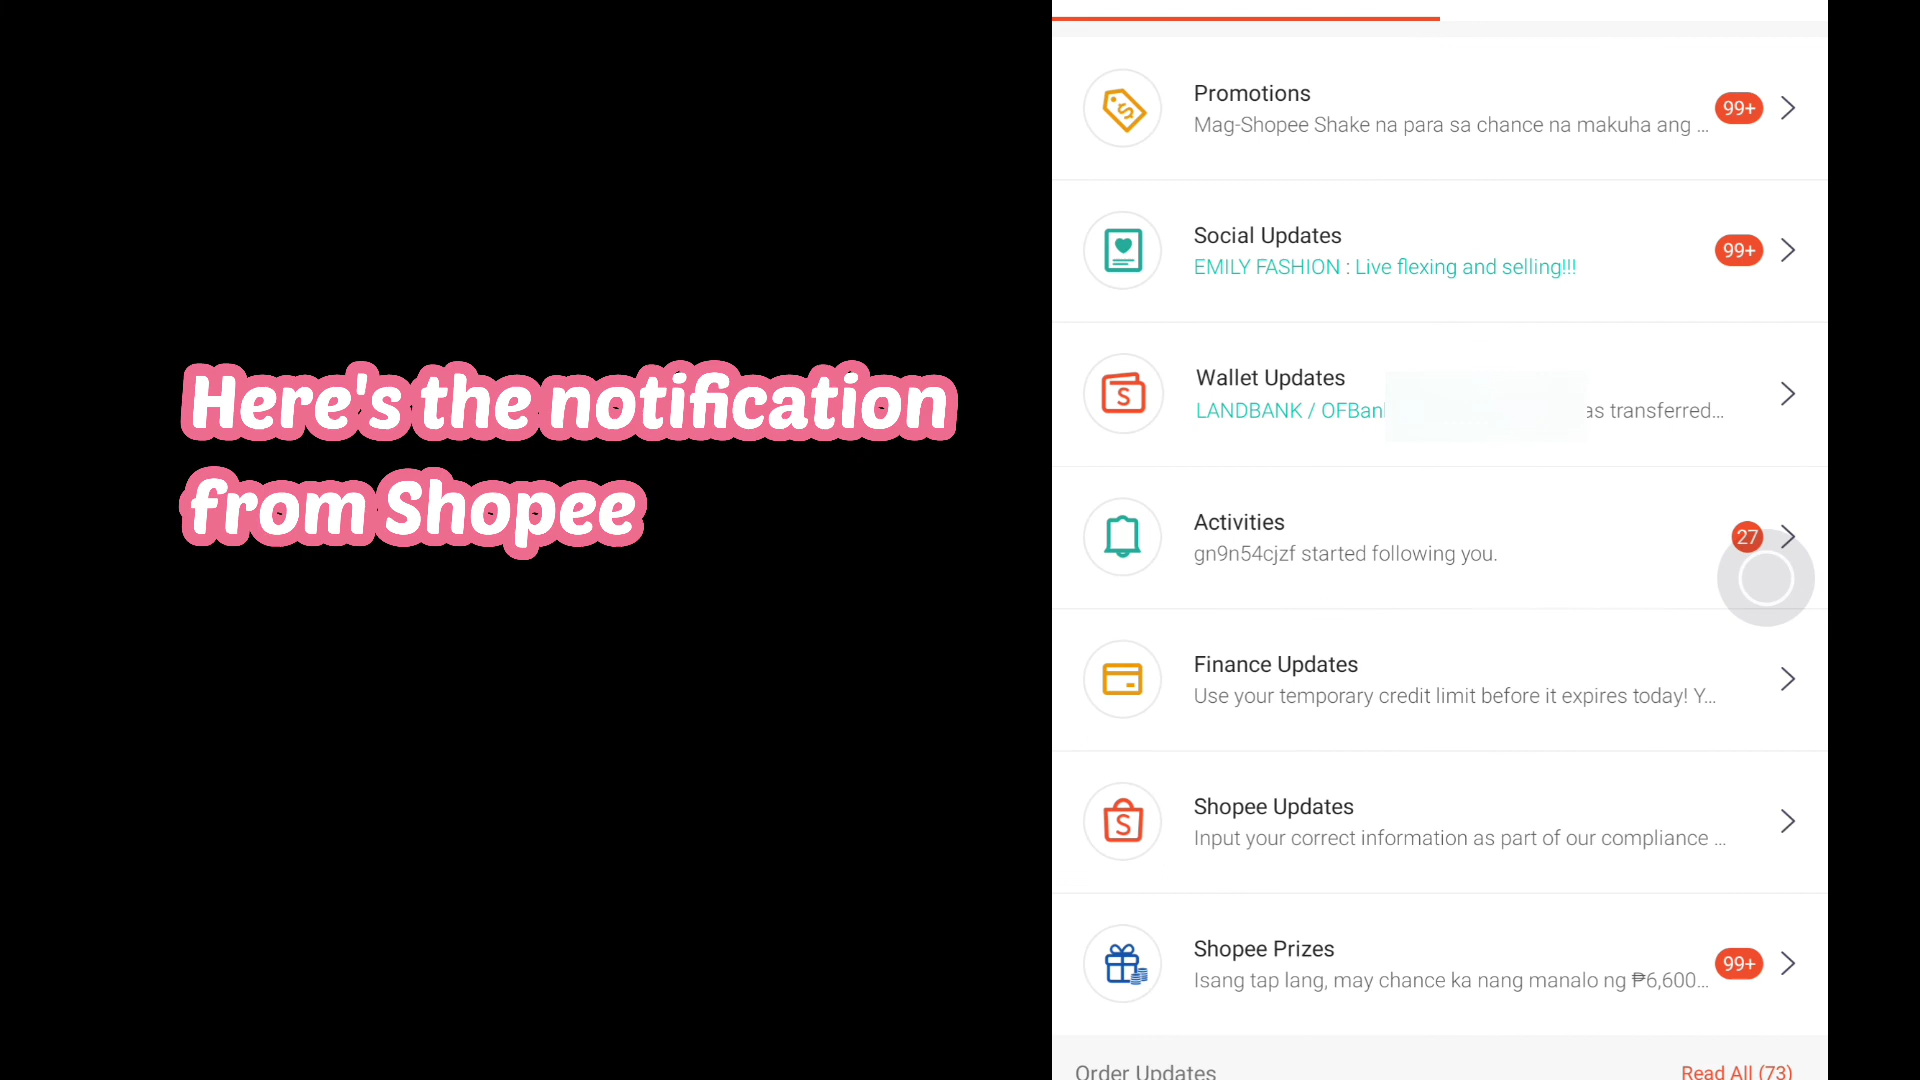 Here's the notification
from Shopee
Promotions
Mag-Shopee Shake na para sa chance na makuha ang ...
99+
Social Updates
EMILY FASHION : Live flexing and selling!!!
99+
Wallet Updates
LANDBANK / OFBan as transferred...
Activities
gn9n54cjzf started following you.
27
Finance Updates
Use your temporary credit limit before it expires today! Y...
Shopee Updates
Input your correct information as part of our compliance ...
Shopee Prizes
Isang tap lang, may chance ka nang manalo ng ₱6,600...
99+
Order Updates
Read All (73)